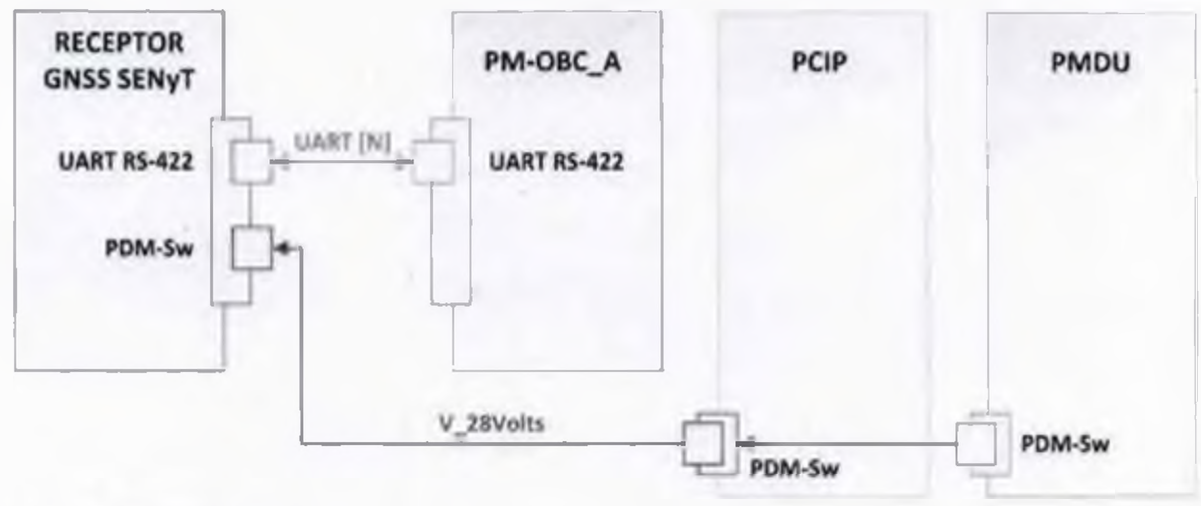 RECEPTOR
GNSS SENyT
PM-OBC_A
PCIP
PMDU
UART [N]
UART RS-422
UART RS-422
PDM-Sw
V_28Volts
PDM-Sw
PDM-Sw